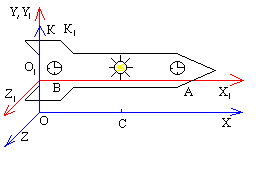 Y, Y₁
K K₁
O₁
B A X₁
Z₁
O C X
Z